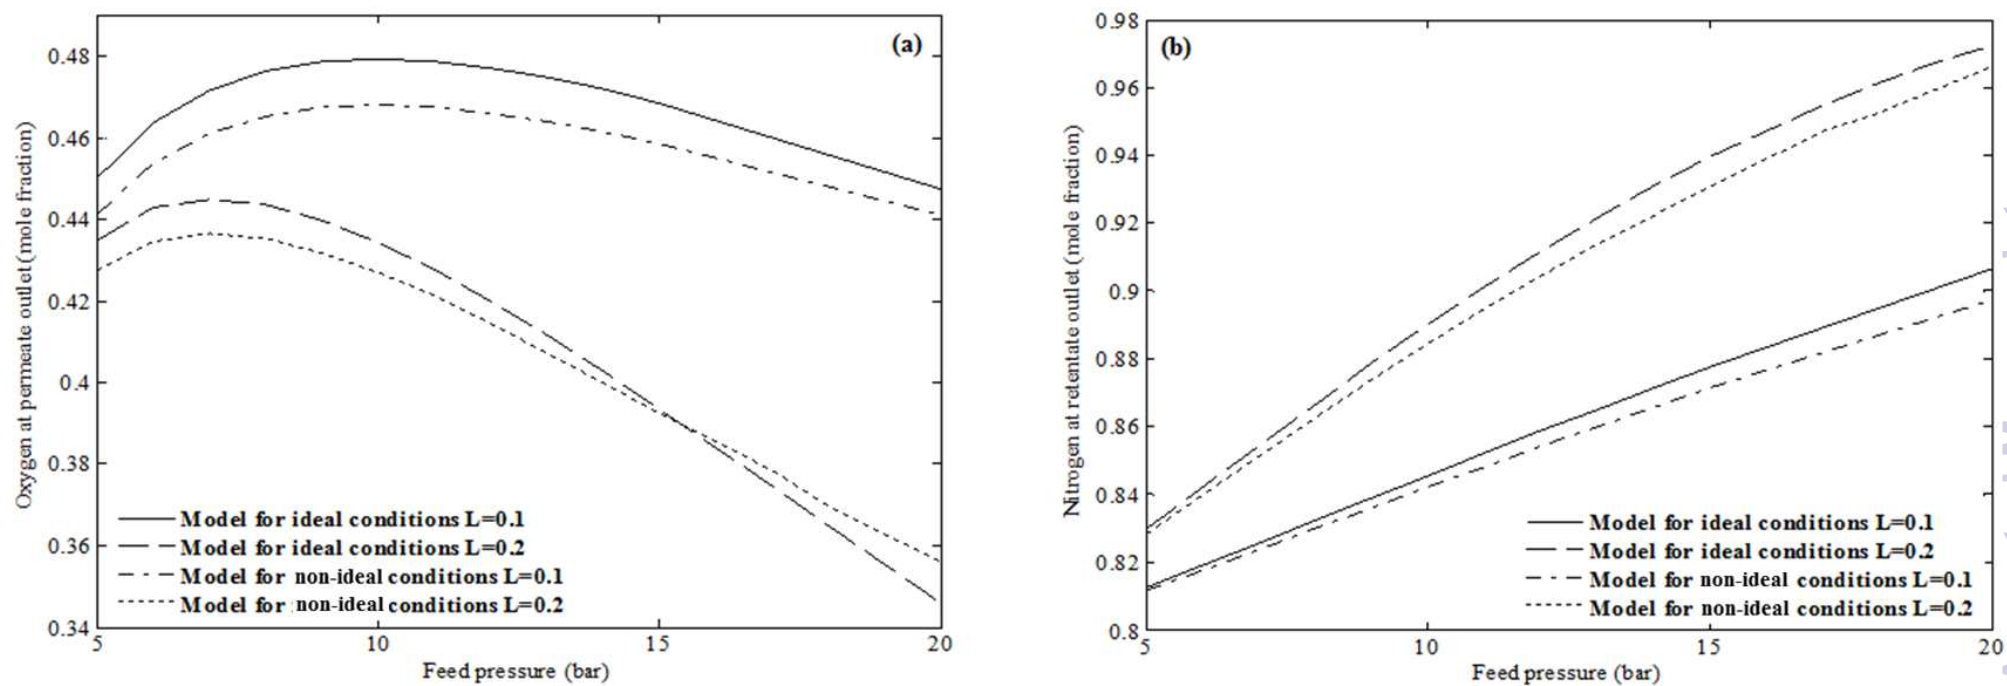 (a)
Oxygen at permeate outlet (mole fraction)
0.48
0.46
0.44
0.42
0.4
0.38
0.36
0.34
5
10
15
20
Feed pressure (bar)
Model for ideal conditions L=0.1
Model for ideal conditions L=0.2
Model for non-ideal conditions L=0.1
Model for non-ideal conditions L=0.2
(b)
Nitrogen at retentate outlet (mole fraction)
0.98
0.96
0.94
0.92
0.9
0.88
0.86
0.84
0.82
0.8
5
10
15
20
Feed pressure (bar)
Model for ideal conditions L=0.1
Model for ideal conditions L=0.2
Model for non-ideal conditions L=0.1
Model for non-ideal conditions L=0.2